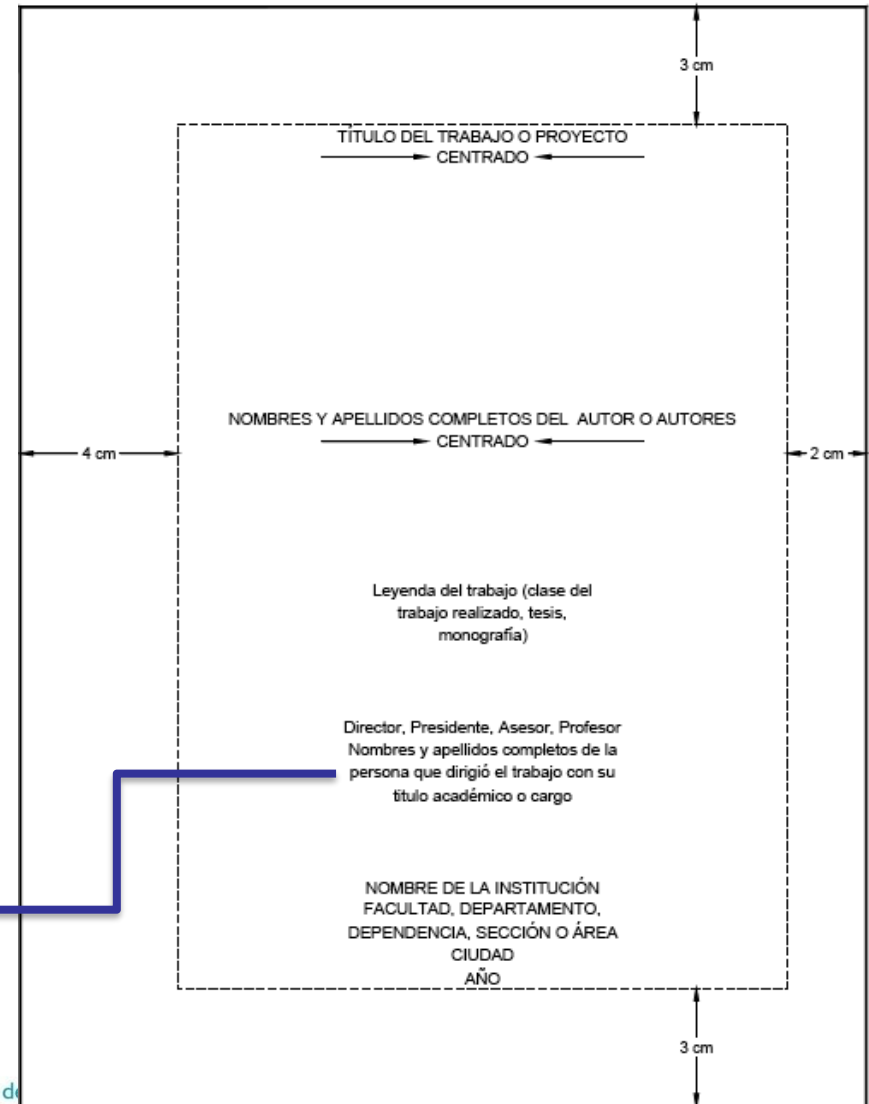 3 cm
TÍTULO DEL TRABAJO O PROYECTO
CENTRADO
NOMBRES Y APELLIDOS COMPLETOS DEL AUTOR O AUTORES
CENTRADO
4 cm
2 cm
Leyenda del trabajo (clase del
trabajo realizado, tesis,
monografía)
Director, Presidente, Asesor, Profesor
Nombres y apellidos completos de la
persona que dirigió el trabajo con su
titulo académico o cargo
NOMBRE DE LA INSTITUCIÓN
FACULTAD, DEPARTAMENTO,
DEPENDENCIA, SECCIÓN O ÁREA
CIUDAD
AÑO
3 cm